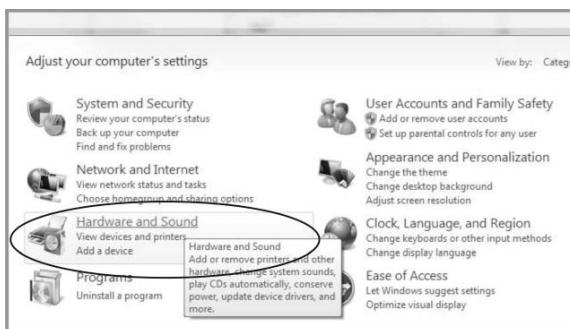 Adjust your computer's settings
View by:
System and Security
Review your computer's status
Back up your computer
Find and fix problems
Network and Internet
View network status and tasks
Choose homegroup and sharing options
Hardware and Sound
View devices and printers
Add a device
Hardware and Sound
Add or remove printers and other
hardware, change system sounds,
play CDs automatically, conserve
power, update device drivers, and
more.
Programs
Uninstall a program
User Accounts and Family Safety
Add or remove user accounts
Set up parental controls for any user
Appearance and Personalization
Change the theme
Change desktop background
Adjust screen resolution
Clock, Language, and Region
Change keyboards or other input methods
Change display language
Ease of Access
Let Windows suggest settings
Optimize visual display